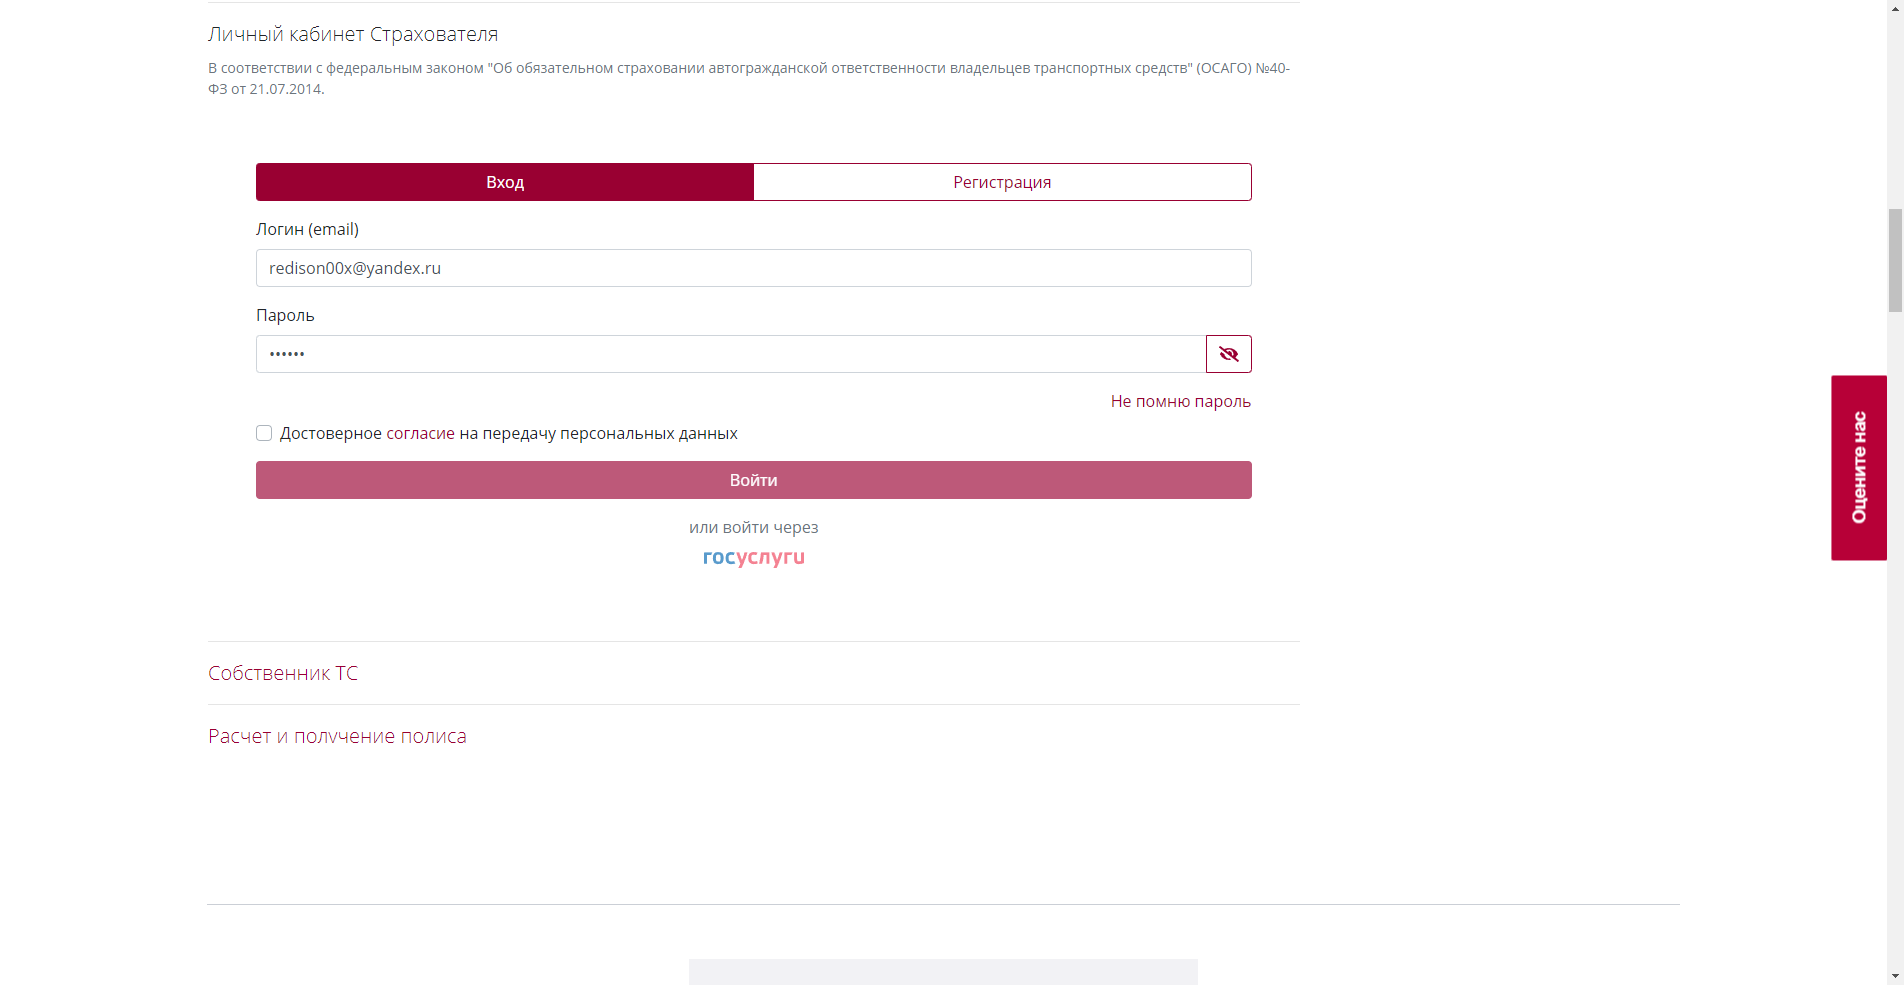 Личный кабинет Страхователя
В соответствии с федеральным законом "Об обязательном страховании автогражданской ответственности владельцев транспортных средств" (ОСАГО) №40-
ФЗ от 21.07.2014.
Вход
Регистрация
Логин (email)
redison00x@yandex.ru
Пароль
••••••
Не помню пароль
Достоверное согласие на передачу персональных данных
Войти
или войти через
госуслуги
Оцените нас
Собственник ТС
Расчет и получение полиса